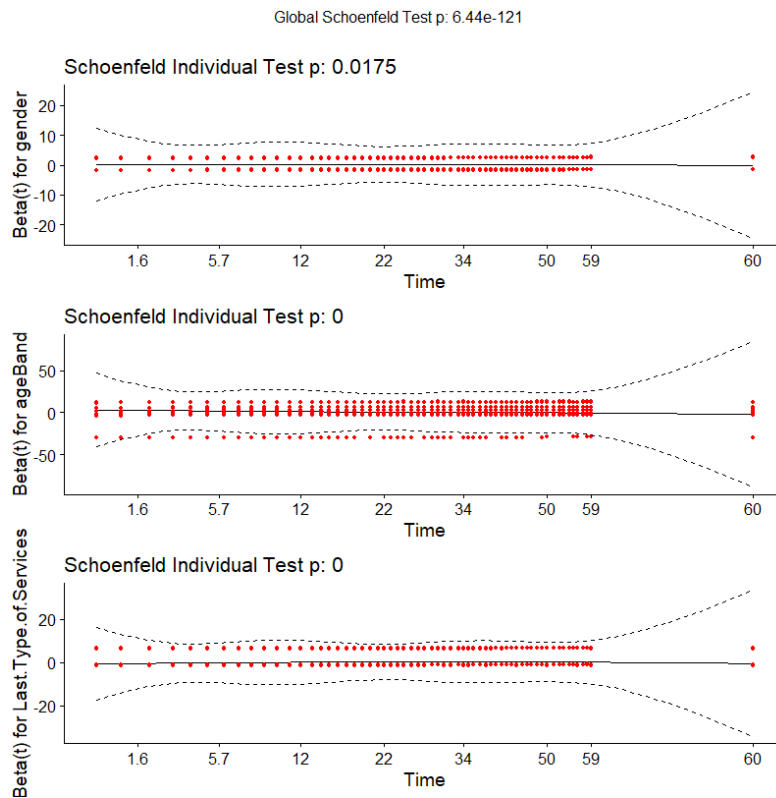 Global Schoenfeld Test p: 6.44e-121
Schoenfeld Individual Test p: 0.0175
Beta(t) for gender
20
10
0
-10
-20
1.6 5.7 12 22 34 50 59 60
Time
Schoenfeld Individual Test p: 0
Beta(t) for ageBand
50
0
-50
1.6 5.7 12 22 34 50 59 60
Time
Schoenfeld Individual Test p: 0
Beta(t) for Last.Type.of.Services
20
0
-20
1.6 5.7 12 22 34 50 59 60
Time